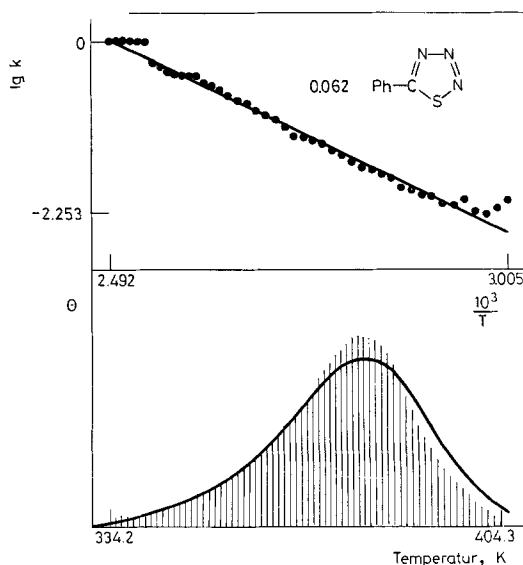 0
lg k
0.062
Ph–C
N
N
N
S
-2.253
2.492
3.005
Θ
10³
T
334.2
404.3
Temperatur, K